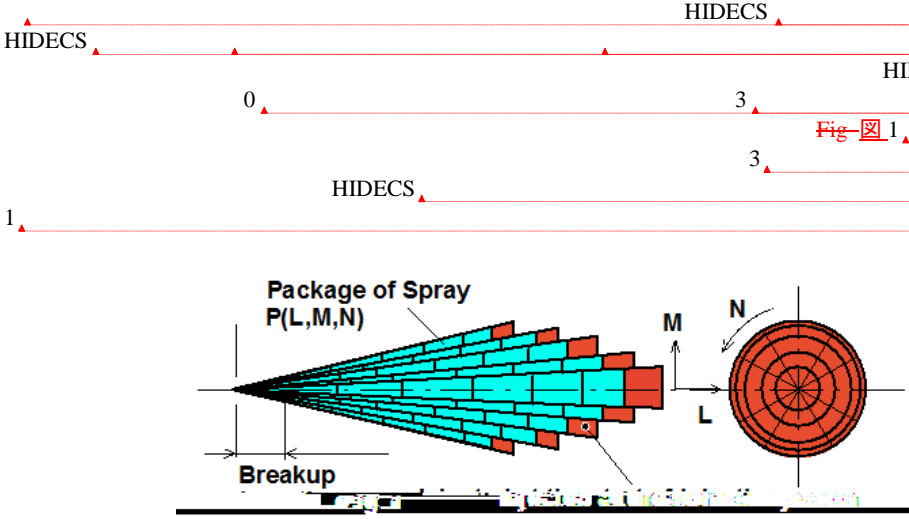 HIDECS
HIDECS
HI
0 3
Fig 図 1
3
HIDECS
1
Package of Spray
P(L,M,N)
M
N
L
Breakup